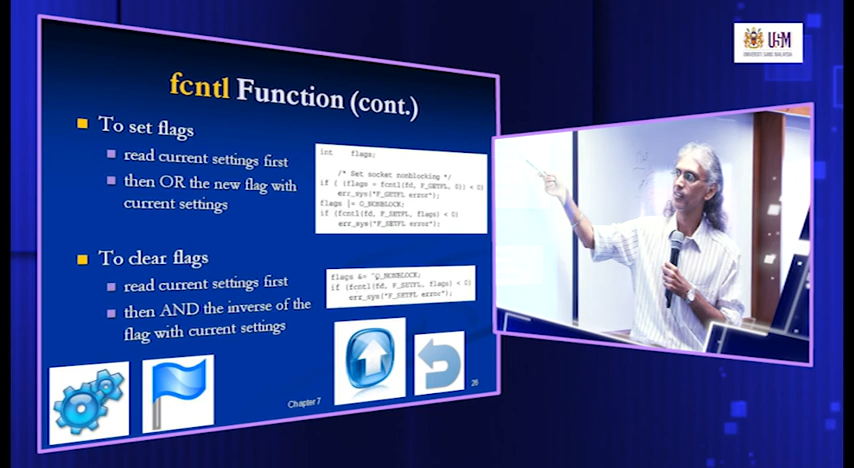 USM
UNIVERSITI SAINS MALAYSIA
fcntl Function (cont.)
To set flags
read current settings first
then OR the new flag with
current settings
int flags;
/* Set socket nonblocking */
if ( (flags = fcntl(fd, F_GETFL, 0)) < 0)
err_sys("F_GETFL error");
flags |= O_NONBLOCK;
if (fcntl(fd, F_SETFL, flags) < 0)
err_sys("F_SETFL error");
To clear flags
read current settings first
then AND the inverse of the
flag with current settings
flags &= ~O_NONBLOCK;
if (fcntl(fd, F_SETFL, flags) < 0)
err_sys("F_SETFL error");
Chapter 7
26